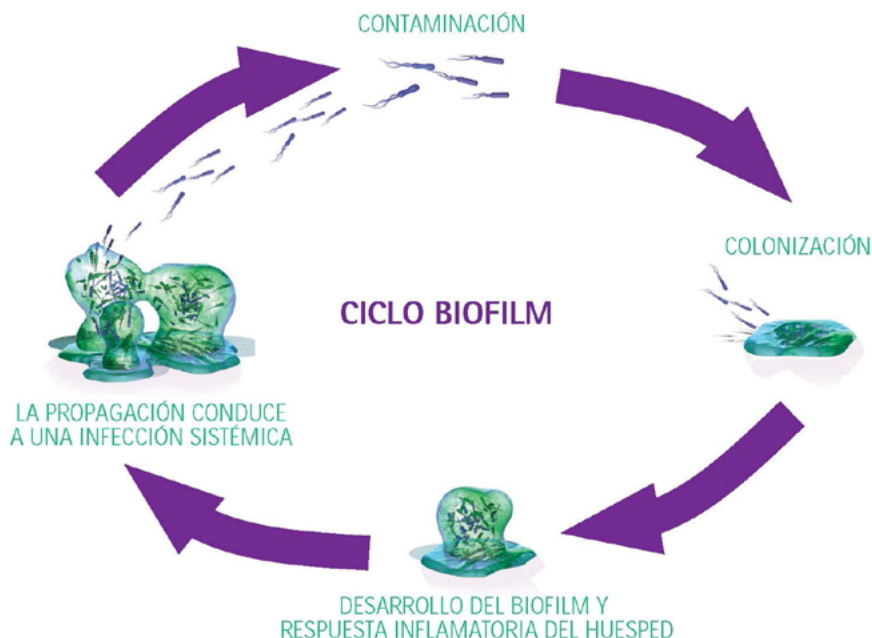 CONTAMINACIÓN
COLONIZACIÓN
CICLO BIOFILM
LA PROPAGACIÓN CONDUCE
A UNA INFECCIÓN SISTÉMICA
DESARROLLO DEL BIOFILM Y
RESPUESTA INFLAMATORIA DEL HUESPED